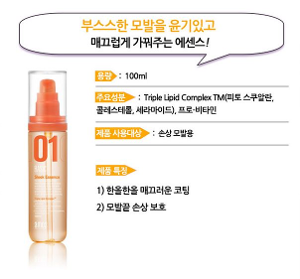 부스스한 모발을 윤기있고
매끄럽게 가꿔주는 에센스!
용량 : 100ml
주요성분 : Triple Lipid Complex TM(피토 스쿠알란,
콜레스테롤, 세라마이드), 프로-비타민
제품 사용대상 : 손상 모발용
제품 특징
1) 한올한올 매끄러운 코팅
2) 모발끝 손상 보호
01